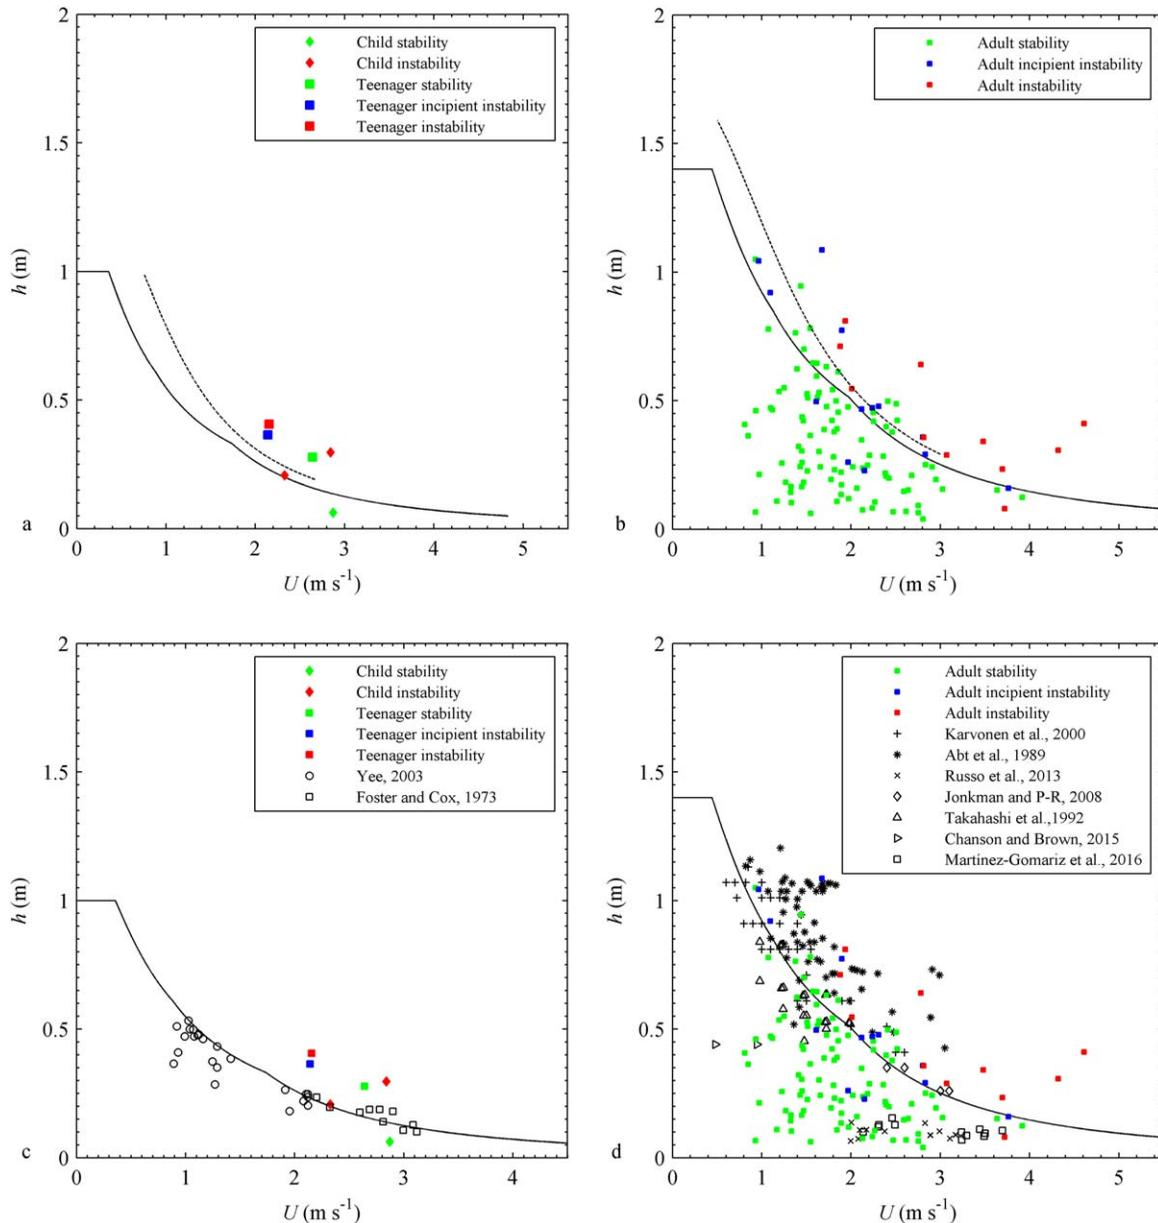 2
1.5
1
0.5
0
h (m)
0 1 2 3 4 5
U (m s⁻¹)
a
Child stability
Child instability
Teenager stability
Teenager incipient instability
Teenager instability
2
1.5
1
0.5
0
h (m)
0 1 2 3 4 5
U (m s⁻¹)
b
Adult stability
Adult incipient instability
Adult instability
2
1.5
1
0.5
0
h (m)
0 1 2 3 4
U (m s⁻¹)
c
Child stability
Child instability
Teenager stability
Teenager incipient instability
Teenager instability
Yee, 2003
Foster and Cox, 1973
2
1.5
1
0.5
0
h (m)
0 1 2 3 4 5
U (m s⁻¹)
d
Adult stability
Adult incipient instability
Adult instability
Karvonen et al., 2000
Abt et al., 1989
Russo et al., 2013
Jonkman and P-R, 2008
Takahashi et al.,1992
Chanson and Brown, 2015
Martínez-Gomariz et al., 2016